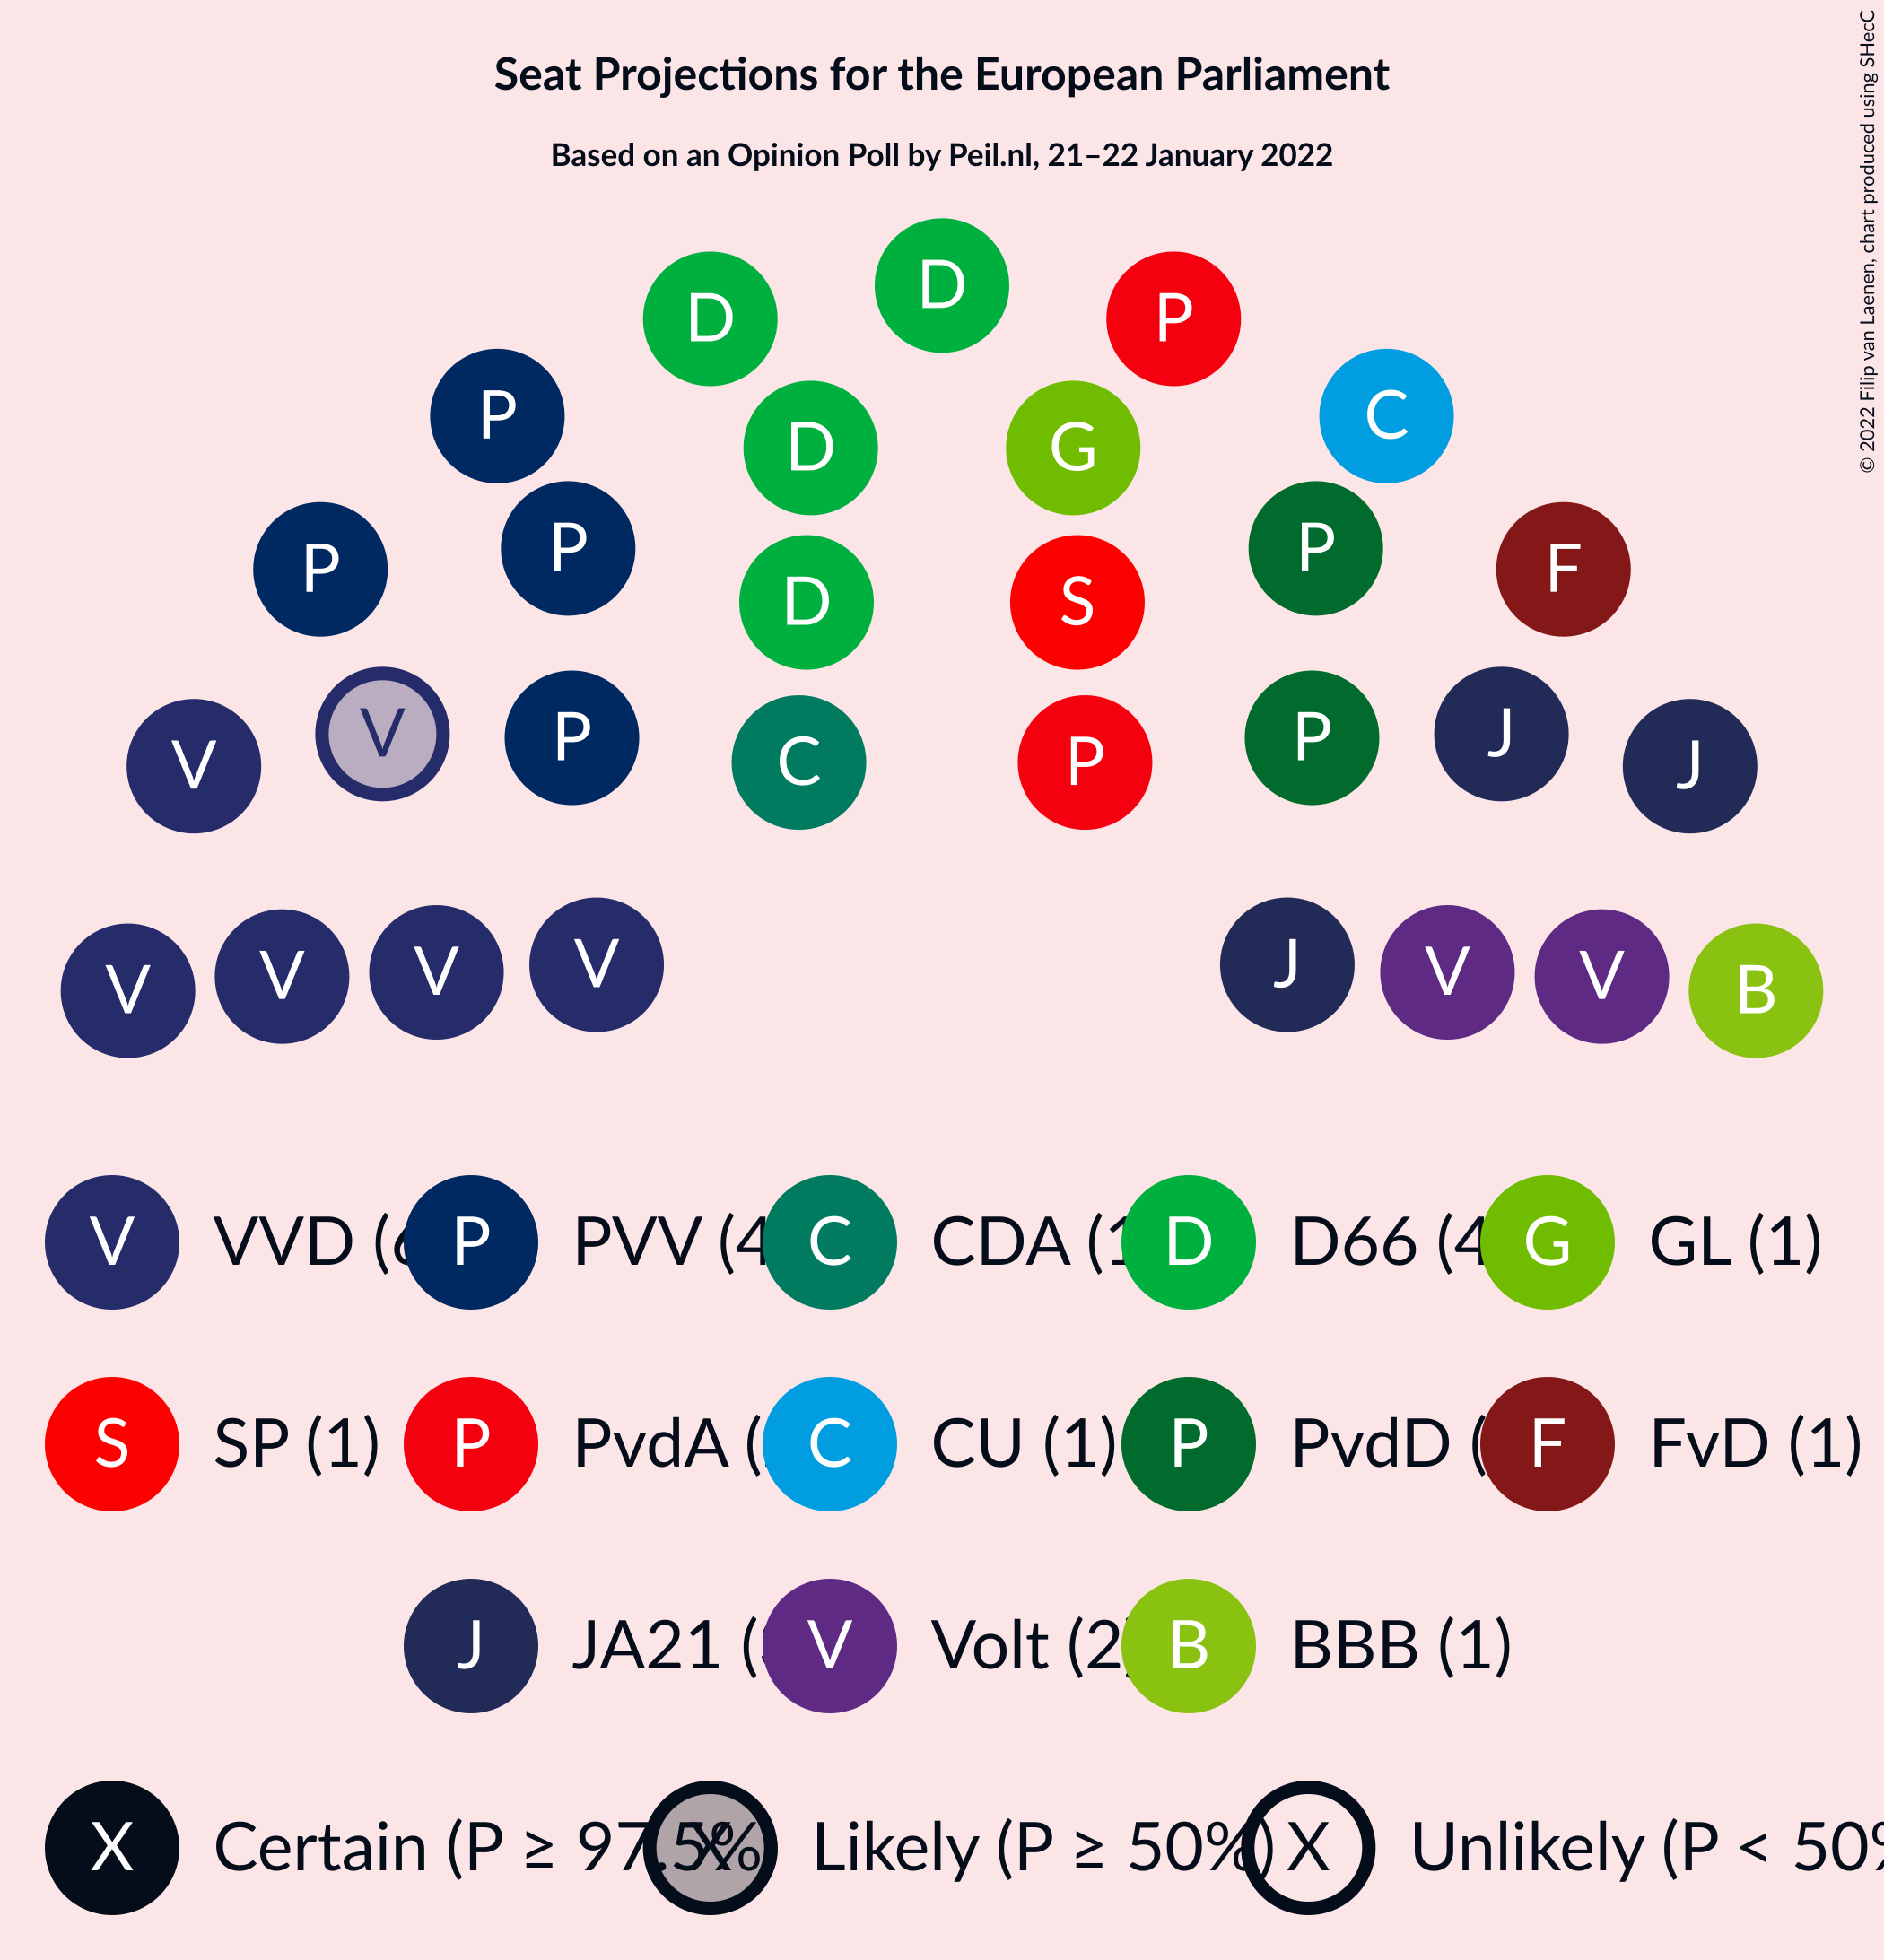 Seat Projections for the European Parliament
Based on an Opinion Poll by Peil.nl, 21–22 January 2022
© 2022 Filip van Laenen, chart produced using SHecC
D
D D P
P D G C
P P D S P F
V V P C P P J J
V V V V J V V B
V VVD P PVV (4 C CDA (1 D D66 (4 G GL (1)
S SP (1) P PvdA C CU (1) P PvdD F FvD (1)
J JA21 V Volt (2) B BBB (1)
X Certain (P ≥ 97.5% X Likely (P ≥ 50%) X Unlikely (P < 50%